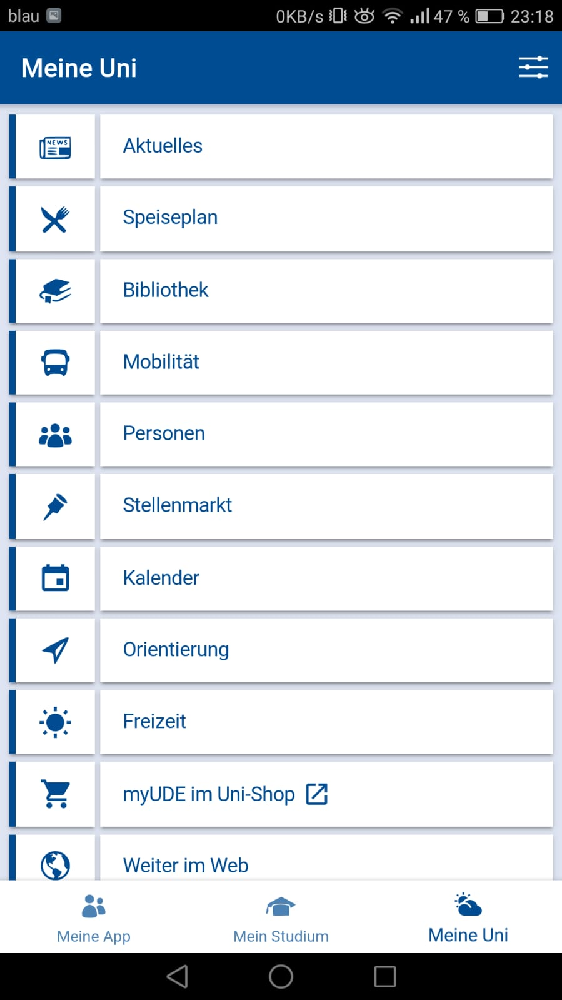 blau 0KB/s 47 % 23:18
Meine Uni
NEWS
Aktuelles
Speiseplan
Bibliothek
Mobilität
Personen
Stellenmarkt
Kalender
Orientierung
Freizeit
myUDE im Uni-Shop
Weiter im Web
Meine App Mein Studium Meine Uni